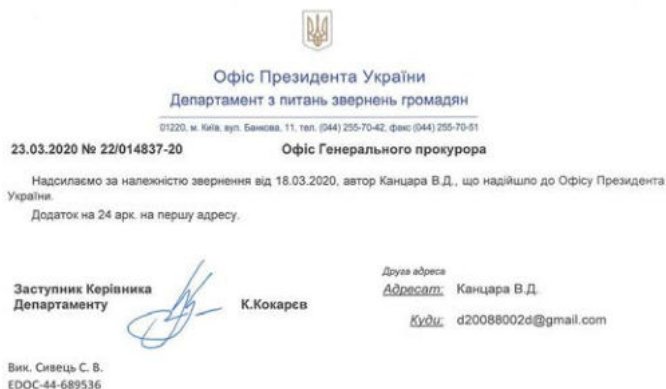 Офіс Президента України
Департамент з питань звернень громадян
01220, м. Київ, вул. Банкова, 11, тел. (044) 255-70-42, факс (044) 255-70-51
23.03.2020 № 22/014837-20 Офіс Генерального прокурора
Надсилаємо за належністю звернення від 18.03.2020, автор Канцара В.Д., що надійшло до Офісу Президента
України.
Додаток на 24 арк. на першу адресу.
Друга адреса
Заступник Керівника
Департаменту К.Кокарєв
Адресат: Канцара В.Д.
Куди: d20088002d@gmail.com
Вик. Сивець С. В.
EDOC-44-689536